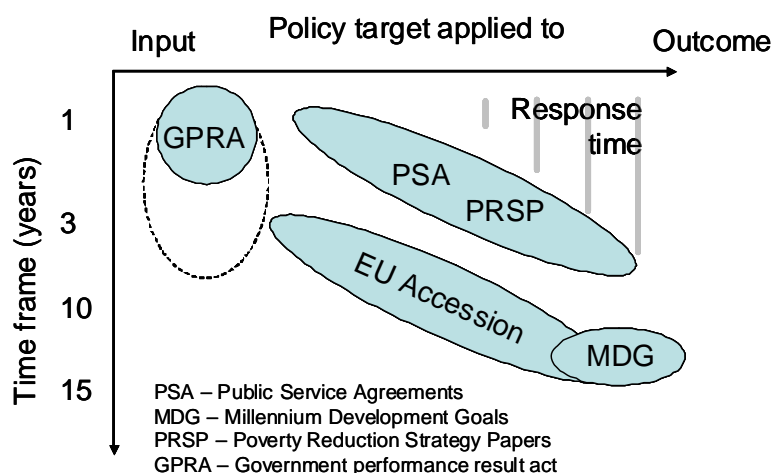 Policy target applied to
Input
Outcome
Time frame (years)
1
3
10
15
GPRA
Response
time
PSA
PRSP
EU Accession
MDG
PSA – Public Service Agreements
MDG – Millennium Development Goals
PRSP – Poverty Reduction Strategy Papers
GPRA – Government performance result act